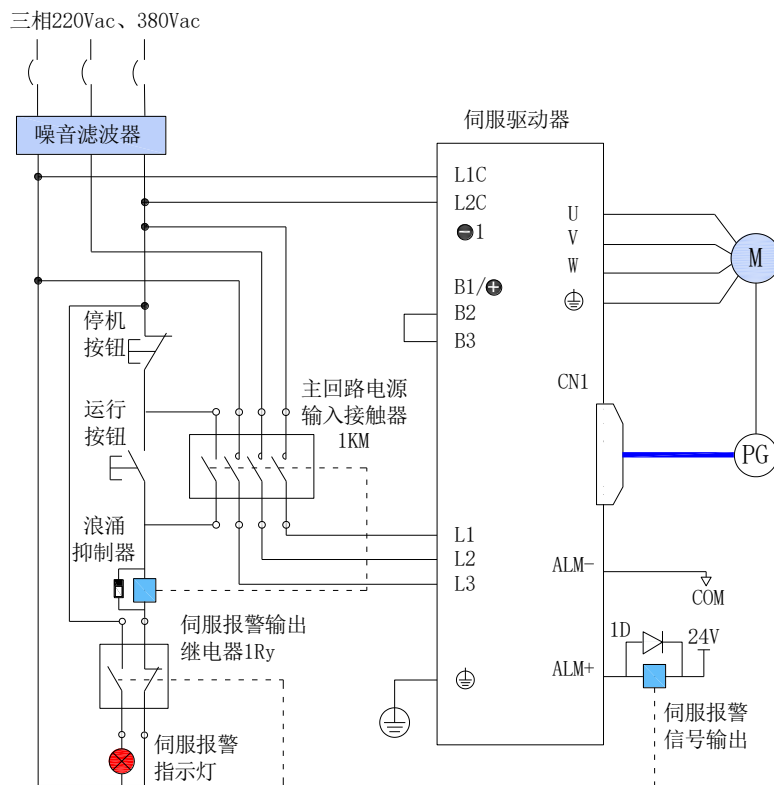 三相220Vac、380Vac
噪音滤波器
伺服驱动器
L1C
L2C
1
B1/
B2
B3
U
V
W
M
CN1
PG
停机
按钮
运行
按钮
主回路电源
输入接触器
1KM
浪涌
抑制器
L1
L2
L3
ALM-
COM
伺服报警输出
继电器1Ry
1D
24V
ALM+
伺服报警
信号输出
伺服报警
指示灯